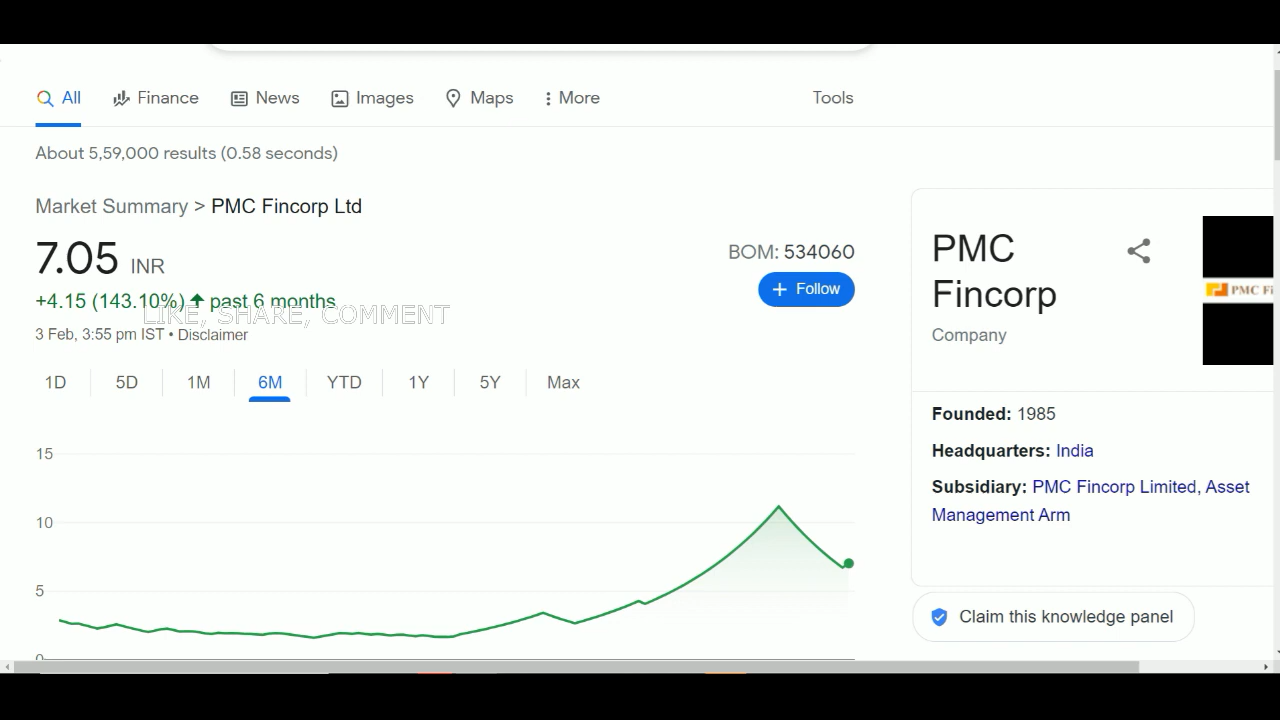 All Finance News Images Maps More Tools
About 5,59,000 results (0.58 seconds)
Market Summary > PMC Fincorp Ltd
7.05 INR
BOM: 534060
+4.15 (143.10%) past 6 months
+ Follow
LIKE, SHARE, COMMENT
3 Feb, 3:55 pm IST • Disclaimer
1D 5D 1M 6M YTD 1Y 5Y Max
15
10
5
0
PMC
Fincorp
Company
PMC Fi
Founded: 1985
Headquarters: India
Subsidiary: PMC Fincorp Limited, Asset
Management Arm
Claim this knowledge panel